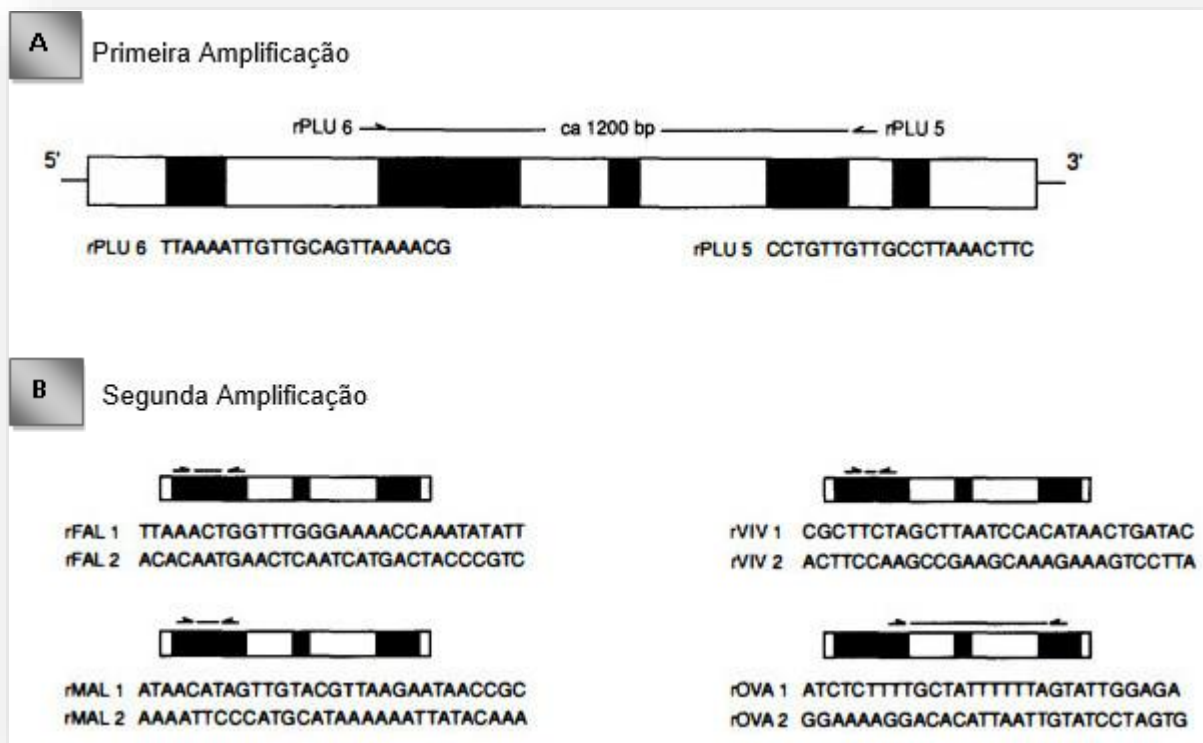 A
Primeira Amplificação
rPLU 6 ca 1200 bp rPLU 5
5' 3'
rPLU 6 TTAAAATTGTTGCAGTTAAAACG rPLU 5 CCTGTTGTTGCCTTAAACTTC
B
Segunda Amplificação
rFAL 1 TTAAACTGGTTTGGGAAAACCAAATATATT rVIV 1 CGCTTCTAGCTTAATCCACATAACTGATAC
rFAL 2 ACACAATGAACTCAATCATGACTACCCGTC rVIV 2 ACTTCCAAGCCGAAGCAAAGAAAGTCCTTA
rMAL 1 ATAACATAGTTGTACGTTAAGAATAACCGC rOVA 1 ATCTCTTTTGCTATTTTTTAGTATTGGAGA
rMAL 2 AAAATTCCCATGCATAAAAAATTATACAAA rOVA 2 GGAAAAGGACACATTAATTGTATCCTAGTG